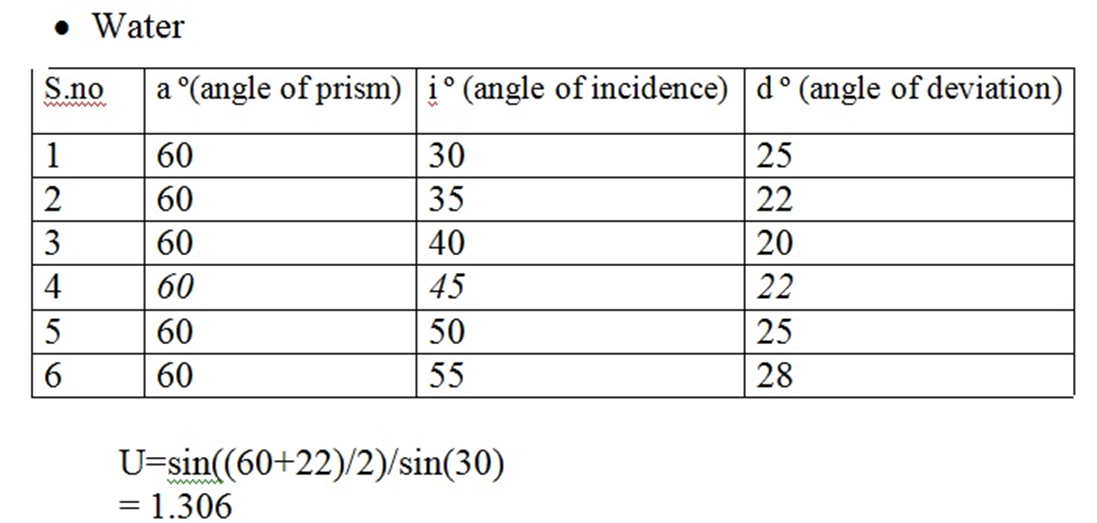 • Water
S.no a º(angle of prism) i º (angle of incidence) d º (angle of deviation)
1 60 30 25
2 60 35 22
3 60 40 20
4 60 45 22
5 60 50 25
6 60 55 28
U=sin((60+22)/2)/sin(30)
= 1.306